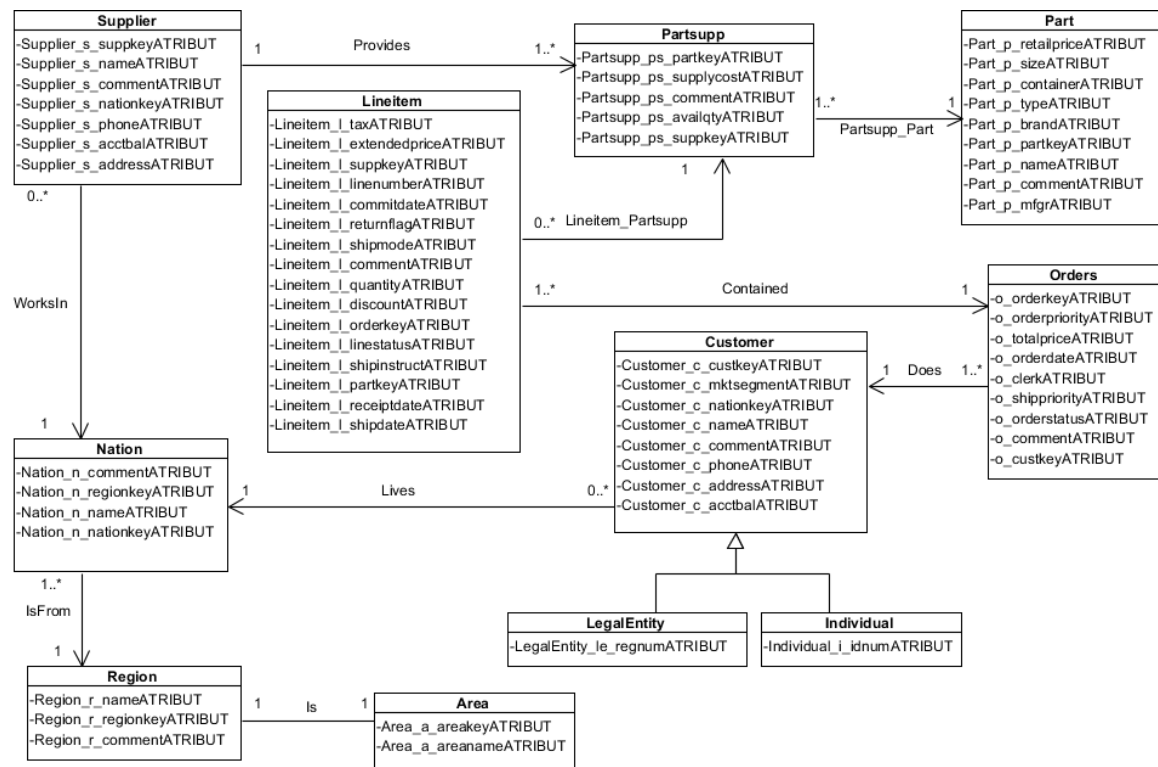 Supplier
-Supplier_s_suppkeyATRIBUT
-Supplier_s_nameATRIBUT
-Supplier_s_commentATRIBUT
-Supplier_s_nationkeyATRIBUT
-Supplier_s_phoneATRIBUT
-Supplier_s_acctbalATRIBUT
-Supplier_s_addressATRIBUT
1
Provides
1..*
Partsupp
-Partsupp_ps_partkeyATRIBUT
-Partsupp_ps_supplycostATRIBUT
-Partsupp_ps_commentATRIBUT
-Partsupp_ps_availqtyATRIBUT
-Partsupp_ps_suppkeyATRIBUT
1..*
1
Partsupp_Part
Part
-Part_p_retailpriceATRIBUT
-Part_p_sizeATRIBUT
-Part_p_containerATRIBUT
-Part_p_typeATRIBUT
-Part_p_brandATRIBUT
-Part_p_partkeyATRIBUT
-Part_p_nameATRIBUT
-Part_p_commentATRIBUT
-Part_p_mfgrATRIBUT
Lineitem
-Lineitem_l_taxATRIBUT
-Lineitem_l_extendedpriceATRIBUT
-Lineitem_l_suppkeyATRIBUT
-Lineitem_l_linenumberATRIBUT
-Lineitem_l_commitdateATRIBUT
-Lineitem_l_returnflagATRIBUT
-Lineitem_l_shipmodeATRIBUT
-Lineitem_l_commentATRIBUT
-Lineitem_l_quantityATRIBUT
-Lineitem_l_discountATRIBUT
-Lineitem_l_orderkeyATRIBUT
-Lineitem_l_linestatusATRIBUT
-Lineitem_l_shipinstructATRIBUT
-Lineitem_l_partkeyATRIBUT
-Lineitem_l_receiptdateATRIBUT
-Lineitem_l_shipdateATRIBUT
1
0..*
Lineitem_Partsupp
1..*
Contained
1
Orders
-o_orderkeyATRIBUT
-o_orderpriorityATRIBUT
-o_totalpriceATRIBUT
-o_orderdateATRIBUT
-o_clerkATRIBUT
-o_shippriorityATRIBUT
-o_orderstatusATRIBUT
-o_commentATRIBUT
-o_custkeyATRIBUT
Customer
-Customer_c_custkeyATRIBUT
-Customer_c_mktsegmentATRIBUT
-Customer_c_nationkeyATRIBUT
-Customer_c_nameATRIBUT
-Customer_c_commentATRIBUT
-Customer_c_phoneATRIBUT
-Customer_c_addressATRIBUT
-Customer_c_acctbalATRIBUT
1
Does
1..*
0..*
WorksIn
1
Nation
-Nation_n_commentATRIBUT
-Nation_n_regionkeyATRIBUT
-Nation_n_nameATRIBUT
-Nation_n_nationkeyATRIBUT
1
Lives
0..*
1..*
IsFrom
1
LegalEntity
-LegalEntity_le_regnumATRIBUT
Individual
-Individual_i_idnumATRIBUT
Region
-Region_r_nameATRIBUT
-Region_r_regionkeyATRIBUT
-Region_r_commentATRIBUT
1
Is
1
Area
-Area_a_areakeyATRIBUT
-Area_a_areanameATRIBUT